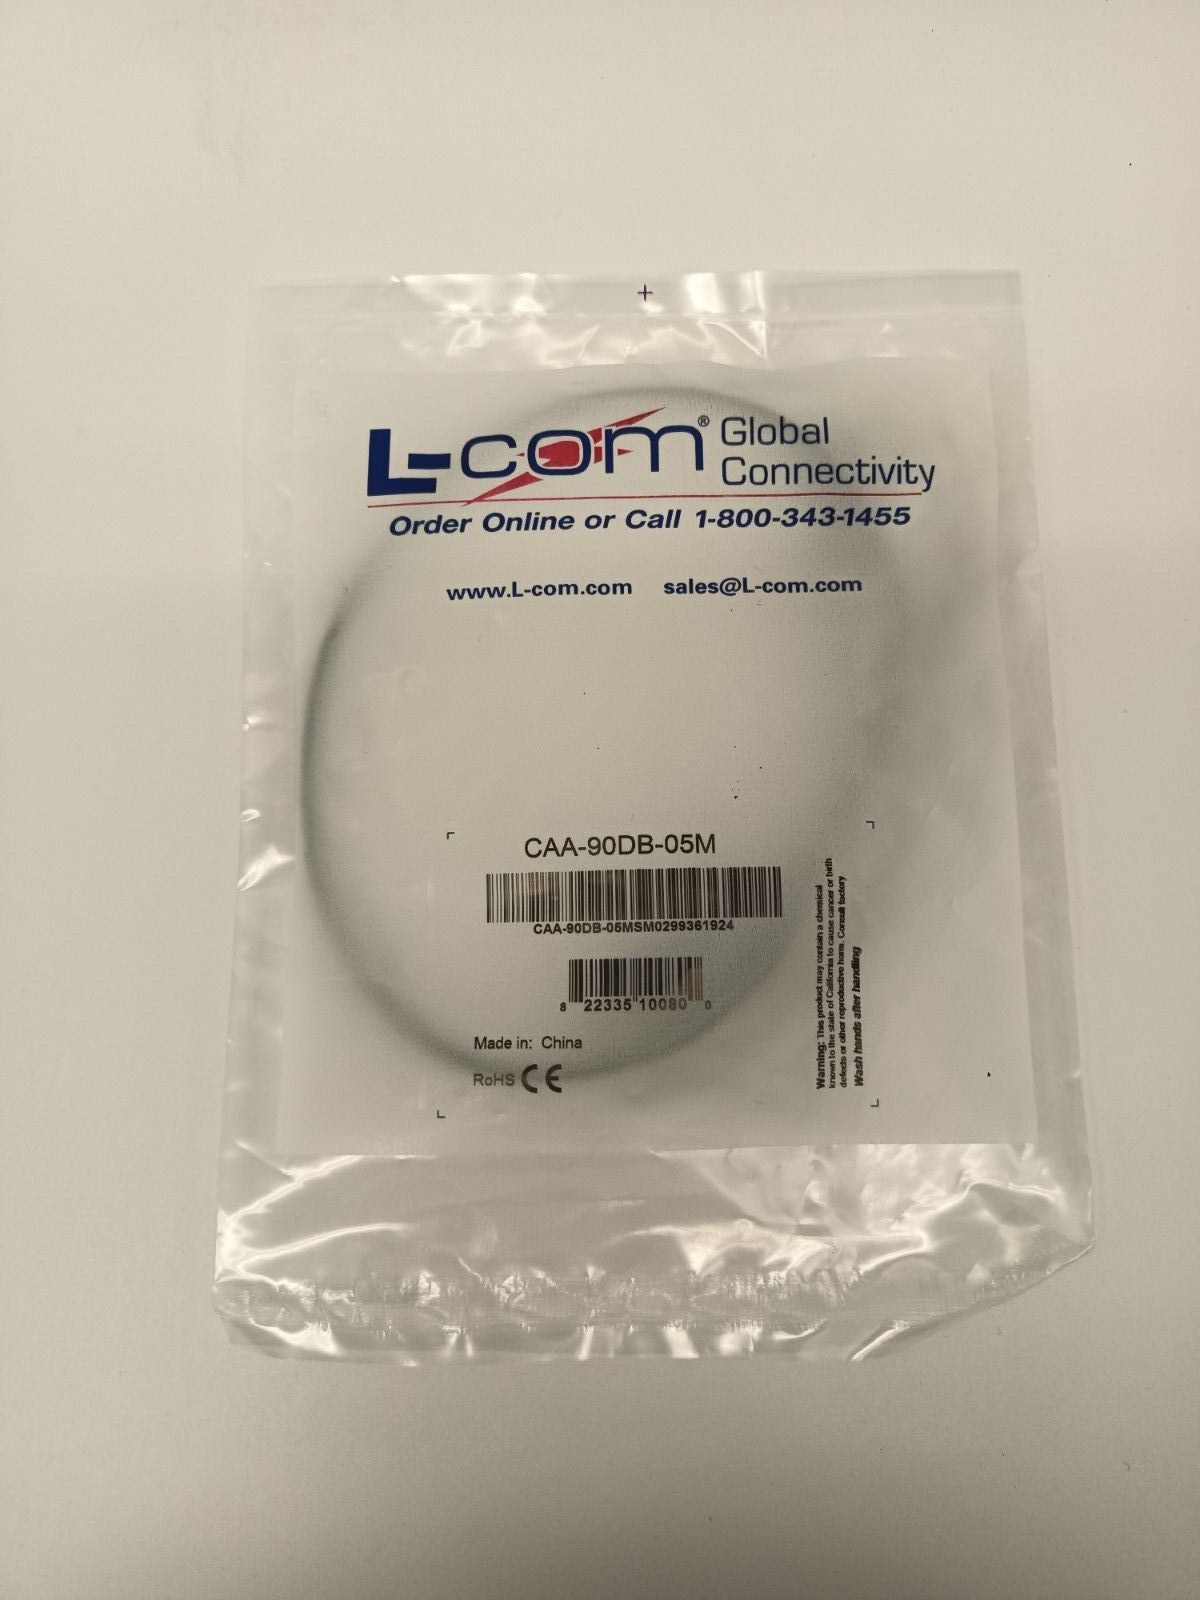 L-com® Global
Connectivity
Order Online or Call 1-800-343-1455
www.L-com.com sales@L-com.com
CAA-90DB-05M
CAA-90DB-05MSM0299361924
8 22335 10080 0
Made in: China
RoHS CE
Warning: This product may contain a chemical
known to the state of California to cause cancer or birth
defects or other reproductive harm. Consult factory
Wash hands after handling